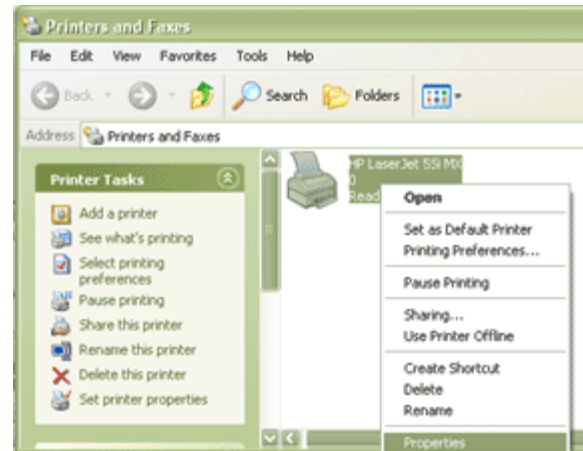 Printers and Faxes
File Edit View Favorites Tools Help
Back Search Folders
Address Printers and Faxes
Printer Tasks
Add a printer
See what's printing
Select printing
preferences
Pause printing
Share this printer
Rename this printer
Delete this printer
Set printer properties
HP LaserJet 5Si MX
0
Read
Open
Set as Default Printer
Printing Preferences...
Pause Printing
Sharing...
Use Printer Offline
Create Shortcut
Delete
Rename
Properties